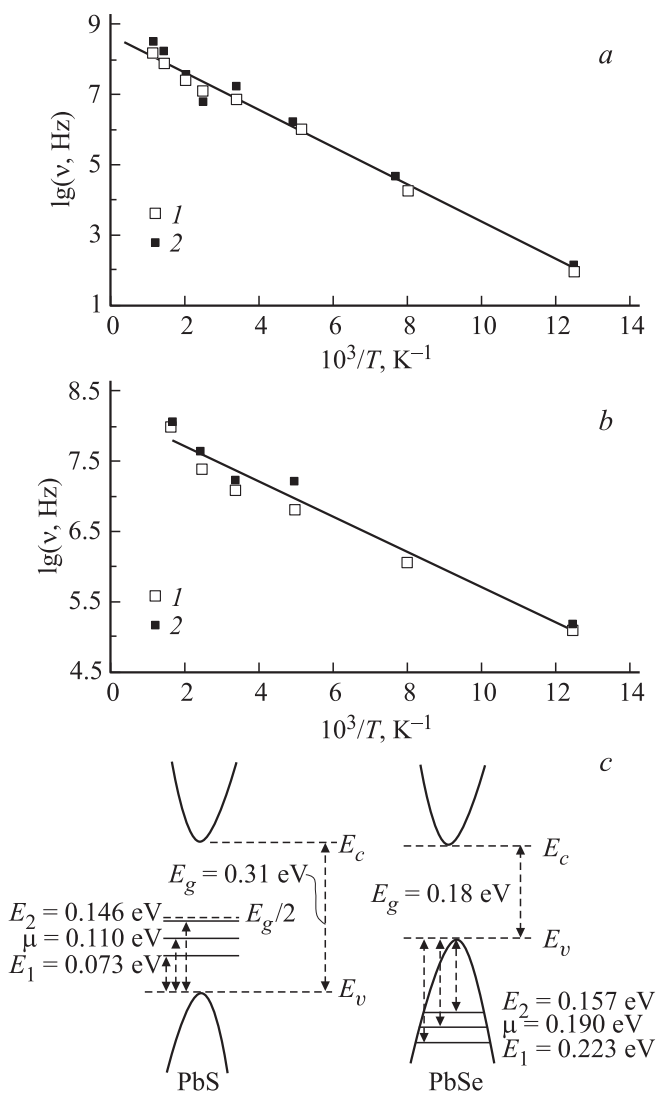 9
a
7
lg(ν, Hz)
5
1
3
2
1
0 2 4 6 8 10 12 14
10³/T, K⁻¹
8.5
b
7.5
lg(ν, Hz)
6.5
1
5.5
2
4.5
0 2 4 6 8 10 12 14
10³/T, K⁻¹
c
E_c E_c
E_g = 0.31 eV E_g = 0.18 eV
E_2 = 0.146 eV E_g/2
μ = 0.110 eV E_v
E_1 = 0.073 eV
E_v E_2 = 0.157 eV
μ = 0.190 eV
E_1 = 0.223 eV
PbS PbSe